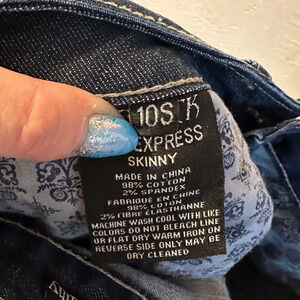 10S
EXPRESS
SKINNY
MADE IN CHINA
98% COTTON
2% SPANDEX
FABRIQUÉ EN CHINE
98% COTON
2% FIBRE ÉLASTHANNE
MACHINE WASH COOL WITH LIKE
COLORS DO NOT BLEACH LINE
OR FLAT DRY WARM IRON ON
REVERSE SIDE ONLY MAY BE
DRY CLEANED